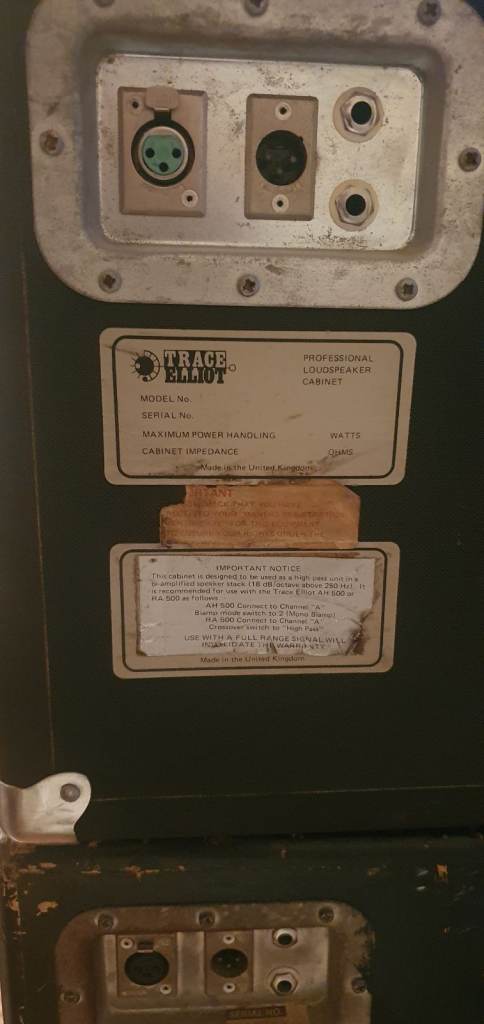 TRACE ELLIOT
PROFESSIONAL
LOUDSPEAKER
CABINET
MODEL No.
SERIAL No.
MAXIMUM POWER HANDLING WATTS
CABINET IMPEDANCE OHMS
Made in the United Kingdom
IMPORTANT NOTICE
This cabinet is designed to be used as a high pass unit in a
Bi-amplified speaker stack (18 dB/octave above 250 Hz). It
is recommended for use with the Trace Elliot AH 500 or
RA 500 as follows.
AH 500 Connect to Channel "A"
Biamp mode switch to 2 (Mono Biamp)
RA 500 Connect to Channel "A"
Crossover switch to "High Pass"
USE WITH A FULL RANGE SIGNAL WILL
INVALIDATE THE WARRANTY
Made in the United Kingdom
SERIAL NO.